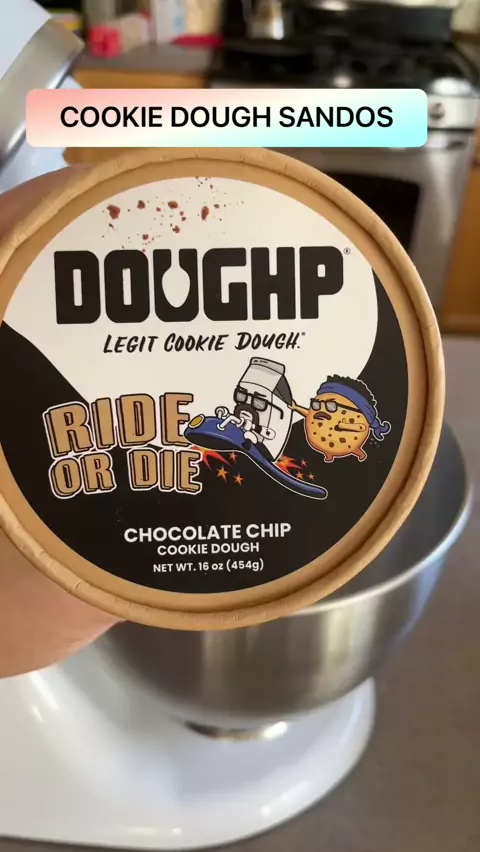 COOKIE DOUGH SANDOS
DOUGHP®
LEGIT COOKIE DOUGH.®
RIDE
OR DIE
CHOCOLATE CHIP
COOKIE DOUGH
NET WT. 16 oz (454g)